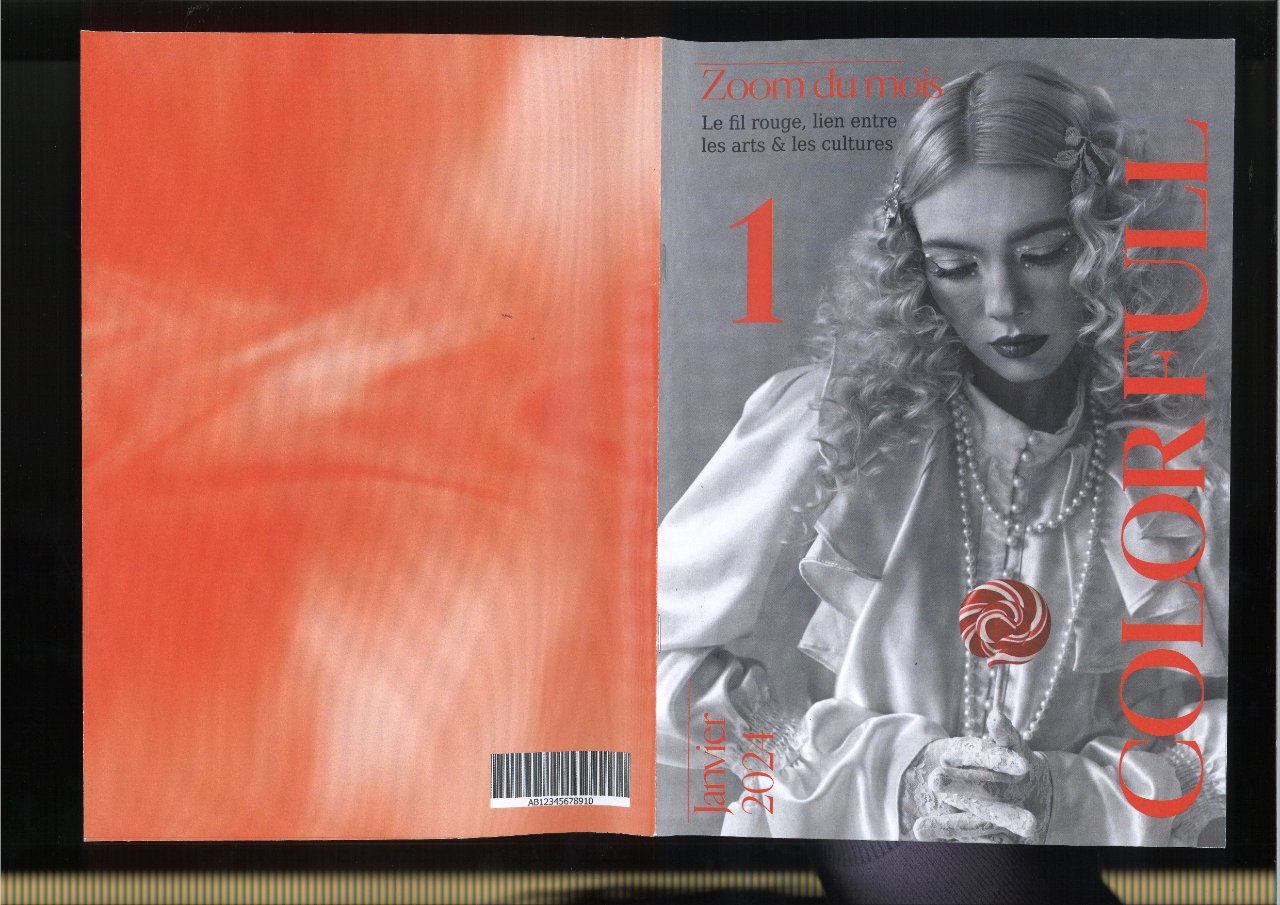 Zoom du mois
Le fil rouge, lien entre
les arts & les cultures
1
COLORFULL
Janvier
2024
AB12345678910